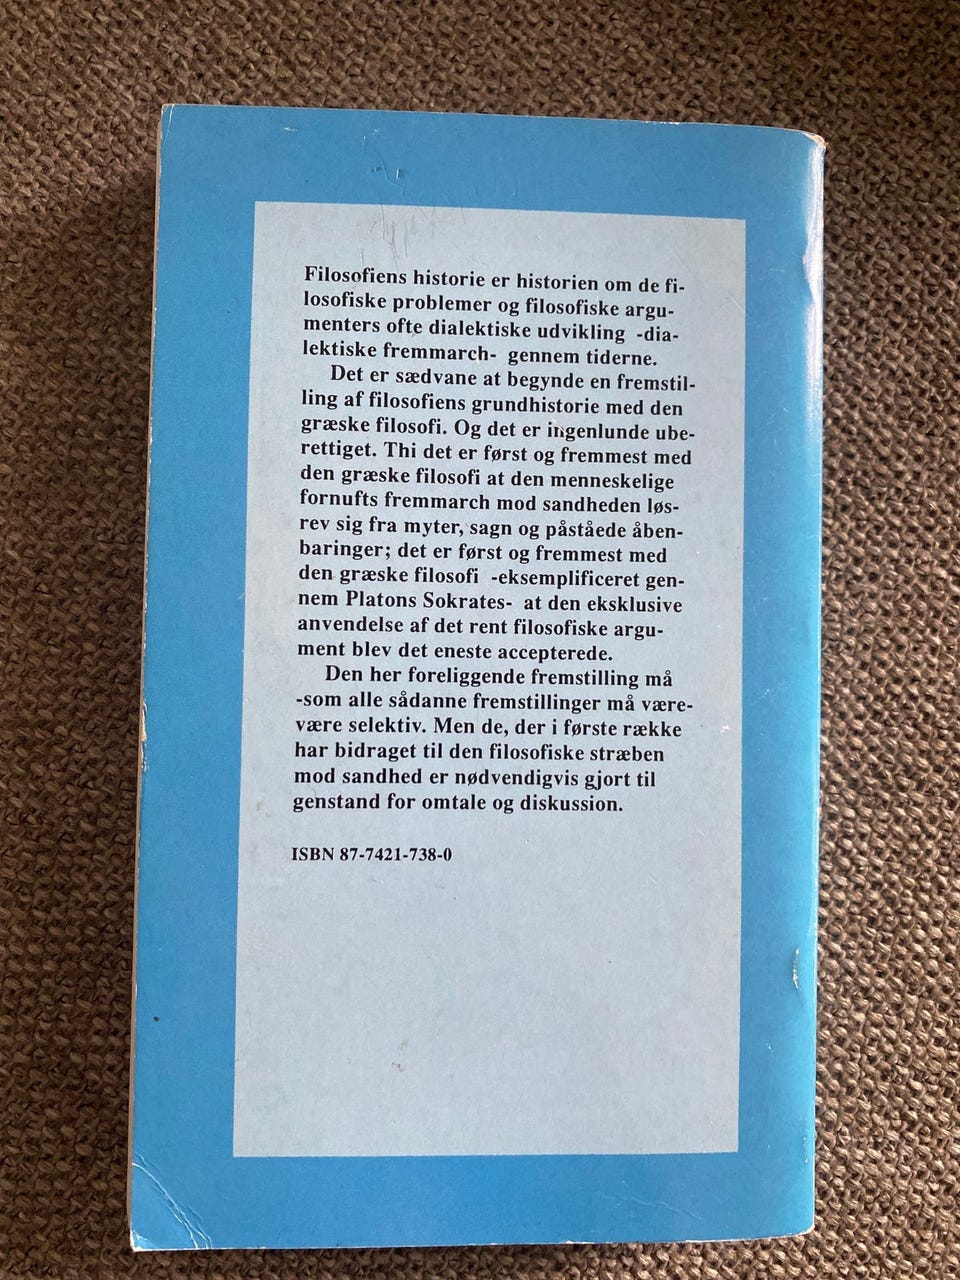 Filosofiens historie er historien om de fi-
losofiske problemer og filosofiske argu-
menters ofte dialektiske udvikling -dia-
lektiske fremmarch- gennem tiderne.
Det er sædvane at begynde en fremstil-
ling af filosofiens grundhistorie med den
græske filosofi. Og det er ingenlunde ube-
rettiget. Thi det er først og fremmest med
den græske filosofi at den menneskelige
fornufts fremmarch mod sandheden løs-
rev sig fra myter, sagn og påståede åben-
baringer; det er først og fremmest med
den græske filosofi -eksemplificeret gen-
nem Platons Sokrates- at den eksklusive
anvendelse af det rent filosofiske argu-
ment blev det eneste accepterede.
Den her foreliggende fremstilling må
-som alle sådanne fremstillinger må være-
være selektiv. Men de, der i første række
har bidraget til den filosofiske stræben
mod sandhed er nødvendigvis gjort til
genstand for omtale og diskussion.
ISBN 87-7421-738-0